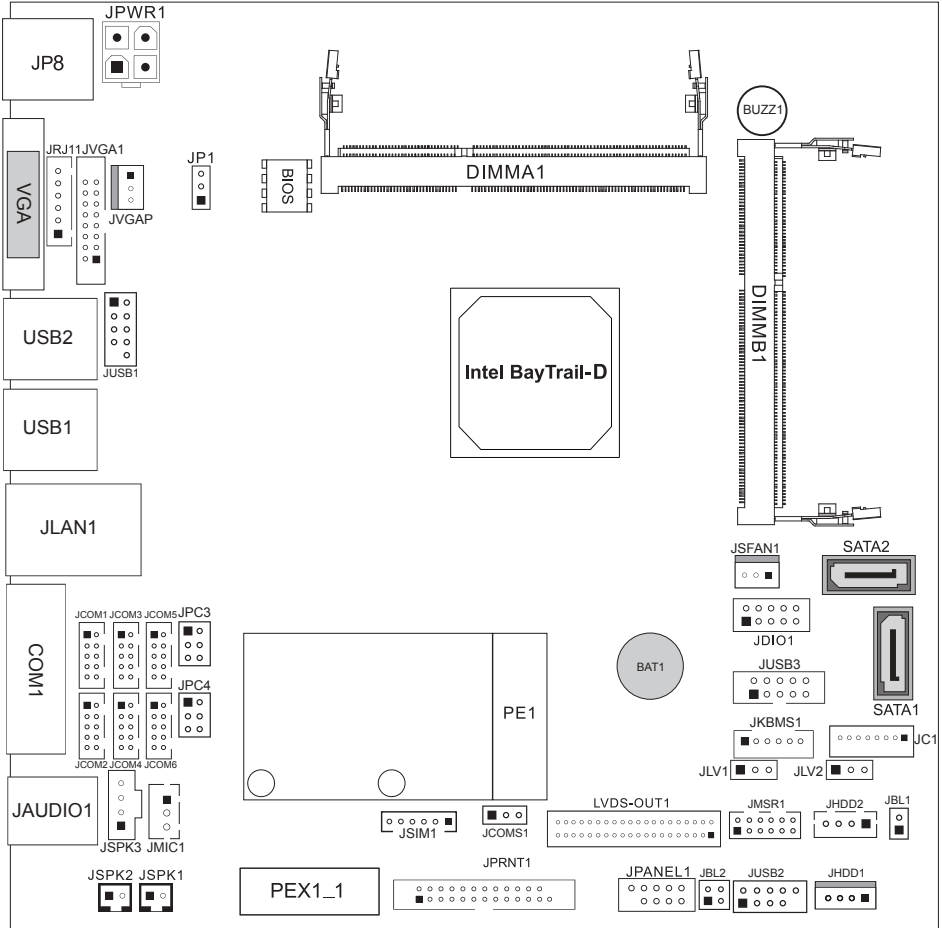 JPWR1
JP8
BUZZ1
JRJ11
JVGA1
JP1
VGA
JVGAP
BIOS
DIMMA1
DIMMB1
USB2
JUSB1
Intel BayTrail-D
USB1
JLAN1
JSFAN1
SATA2
JCOM1
JCOM3
JCOM5
JPC3
JDIO1
COM1
BAT1
JUSB3
JPC4
PE1
SATA1
JKBMS1
JC1
JCOM2
JCOM4
JCOM6
JLV1
JLV2
JAUDIO1
LVDS-OUT1
JMSR1
JHDD2
JBL1
JSPK3
JMIC1
JSIM1
JCOMS1
JPRNT1
JPANEL1
JBL2
JUSB2
JHDD1
JSPK2
JSPK1
PEX1_1